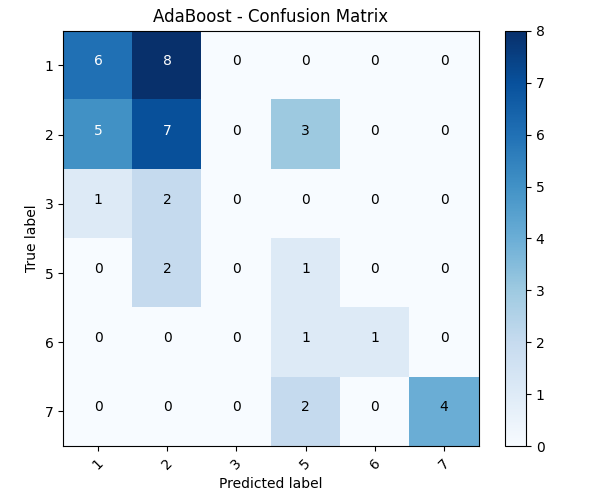 AdaBoost - Confusion Matrix
1 6 8 0 0 0 0
2 5 7 0 3 0 0
3 1 2 0 0 0 0
5 0 2 0 1 0 0
6 0 0 0 1 1 0
7 0 0 0 2 0 4
True label
1 2 3 5 6 7
Predicted label
8
7
6
5
4
3
2
1
0